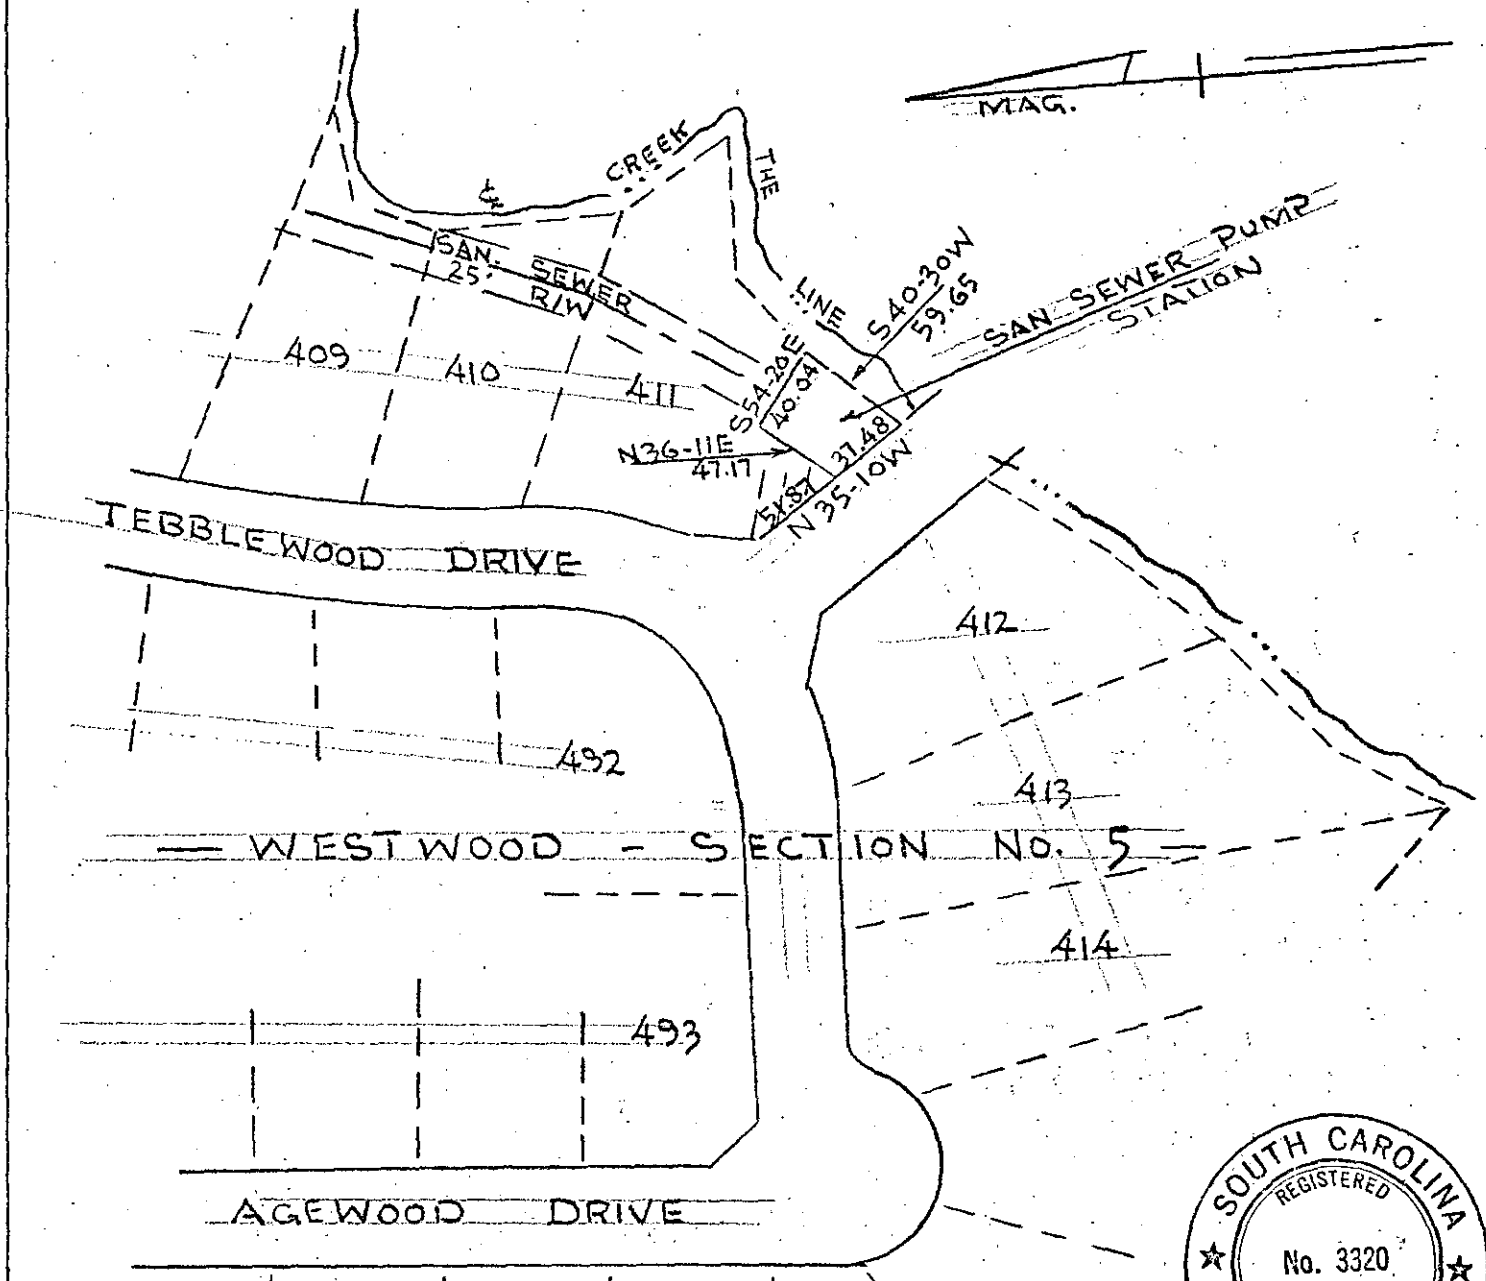 MAG.
CREEK
THE
LINE
℄
SAN. SEWER
25' R/W
S40-30W
59.65
SAN SEWER PUMP
STATION
409
410
411
S54-20E
40.04
N36-11E
47.17
37.48
N35-10W
TEBBLEWOOD DRIVE
412
492
413
WESTWOOD - SECTION NO. 5
414
493
AGEWOOD DRIVE
SOUTH CAROLINA
REGISTERED
No. 3320